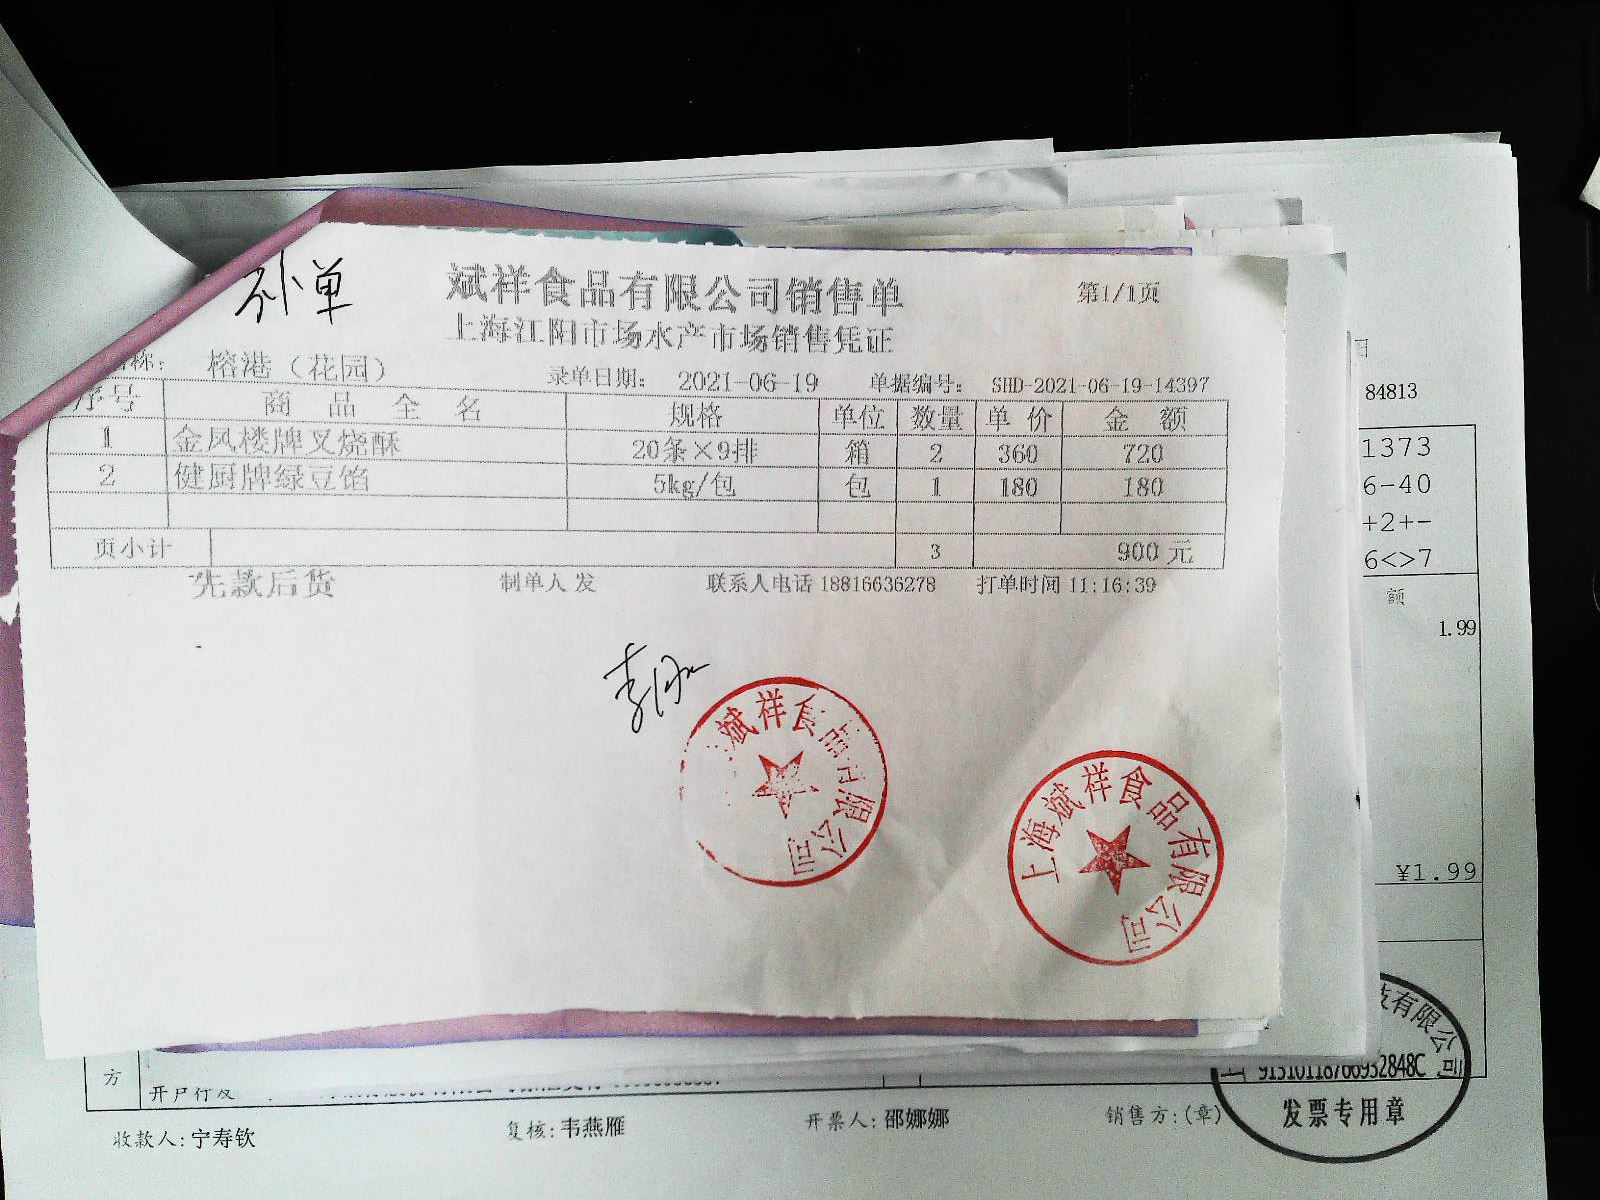 补单
斌祥食品有限公司销售单
第1/1页
上海江阳市场水产市场销售凭证
称： 榕港（花园） 录单日期： 2021-06-19 单据编号： SHD-2021-06-19-14397
序号 商品全名 规格 单位 数量 单价 金额
1 金凤楼牌叉烧酥 20条×9排 箱 2 360 720
2 健厨牌绿豆馅 5kg/包 包 1 180 180
页小计 3 900 元
先款后货 制单人 发 联系人电话 18816636278 打单时间 11:16:39
斌祥食品有限公司
上海斌祥食品有限公司
84813
1373
6-40
+2+-
6<>7
额
1.99
¥1.99
技有限公司
91310118766932848C
发票专用章
方
开户行及
收款人: 宁寿钦 复核: 韦燕雁 开票人: 邵娜娜 销售方: (章)